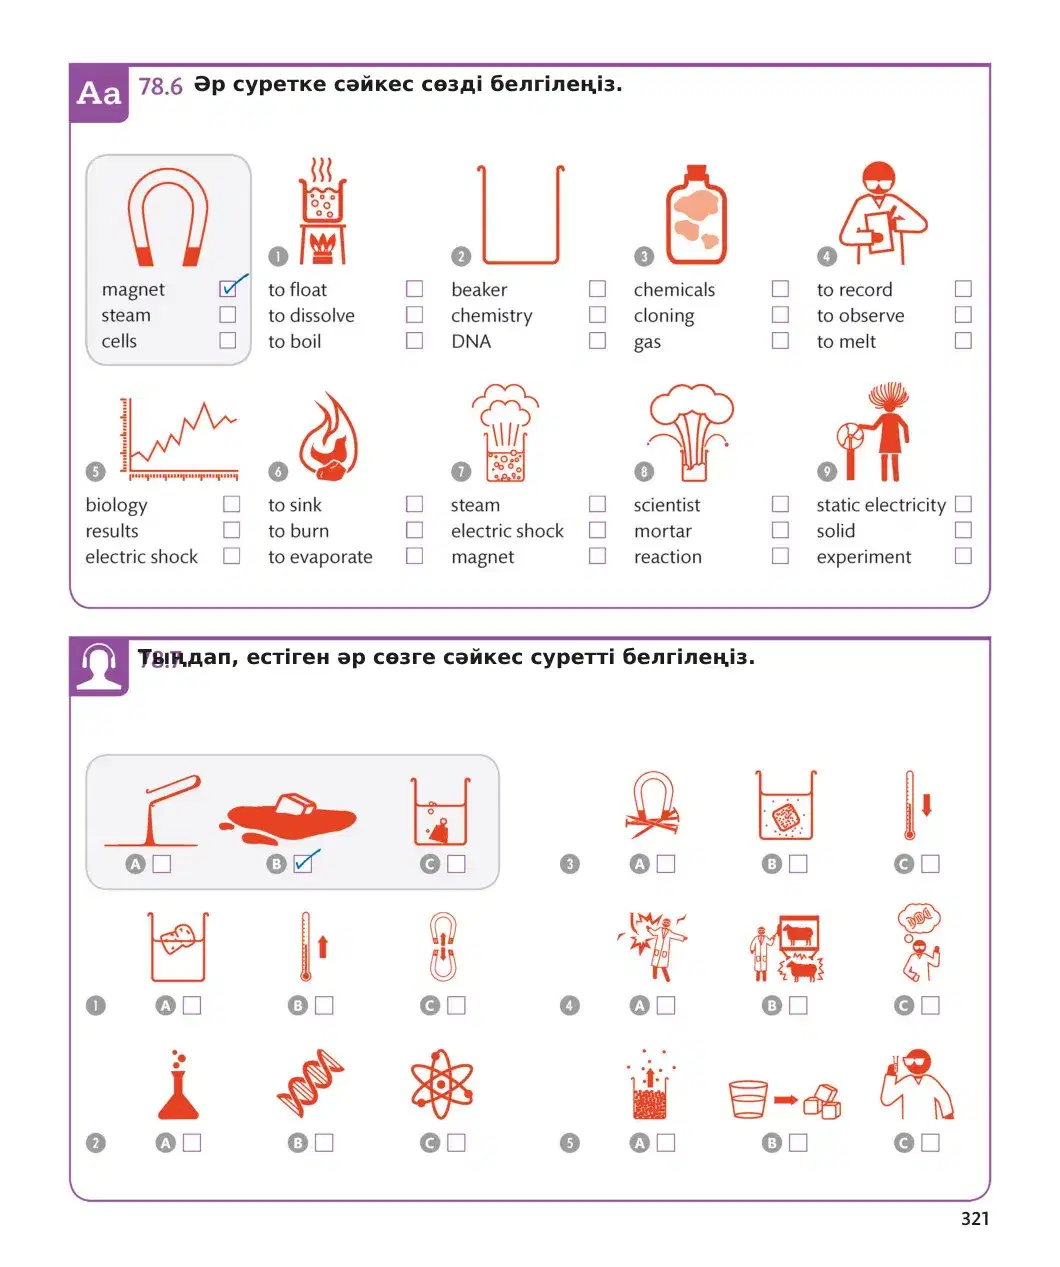 Aa 78.6 Әр суретке сәйкес сөзді белгілеңіз.
magnet
steam
cells
1
to float
to dissolve
to boil
2
beaker
chemistry
DNA
3
chemicals
cloning
gas
4
to record
to observe
to melt
5
biology
results
electric shock
6
to sink
to burn
to evaporate
7
steam
electric shock
magnet
8
scientist
mortar
reaction
9
static electricity
solid
experiment
78.7 Тыңдап, естіген әр сөзге сәйкес суретті белгілеңіз.
A B C
3 A B C
1 A B C
4 A B C
2 A B C
5 A B C
321